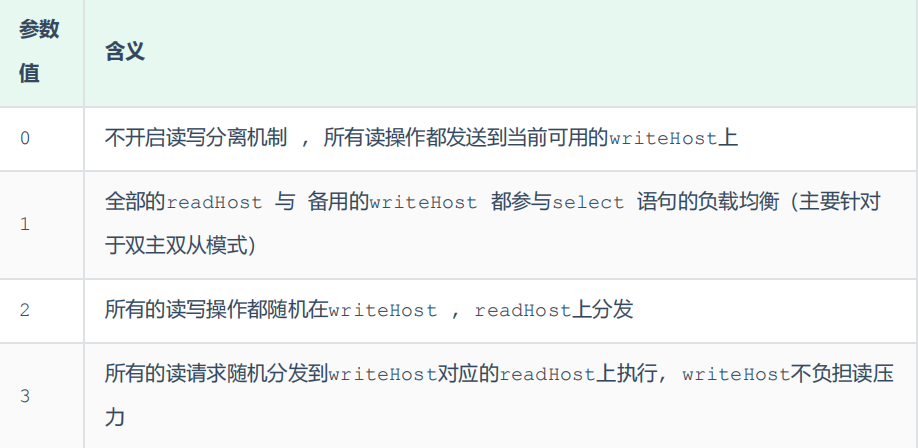 参数
值
含义
0
不开启读写分离机制 , 所有读操作都发送到当前可用的writeHost上
1
全部的readHost 与 备用的writeHost 都参与select 语句的负载均衡（主要针对
于双主双从模式）
2
所有的读写操作都随机在writeHost , readHost上分发
3
所有的读请求随机分发到writeHost对应的readHost上执行, writeHost不负担读压
力